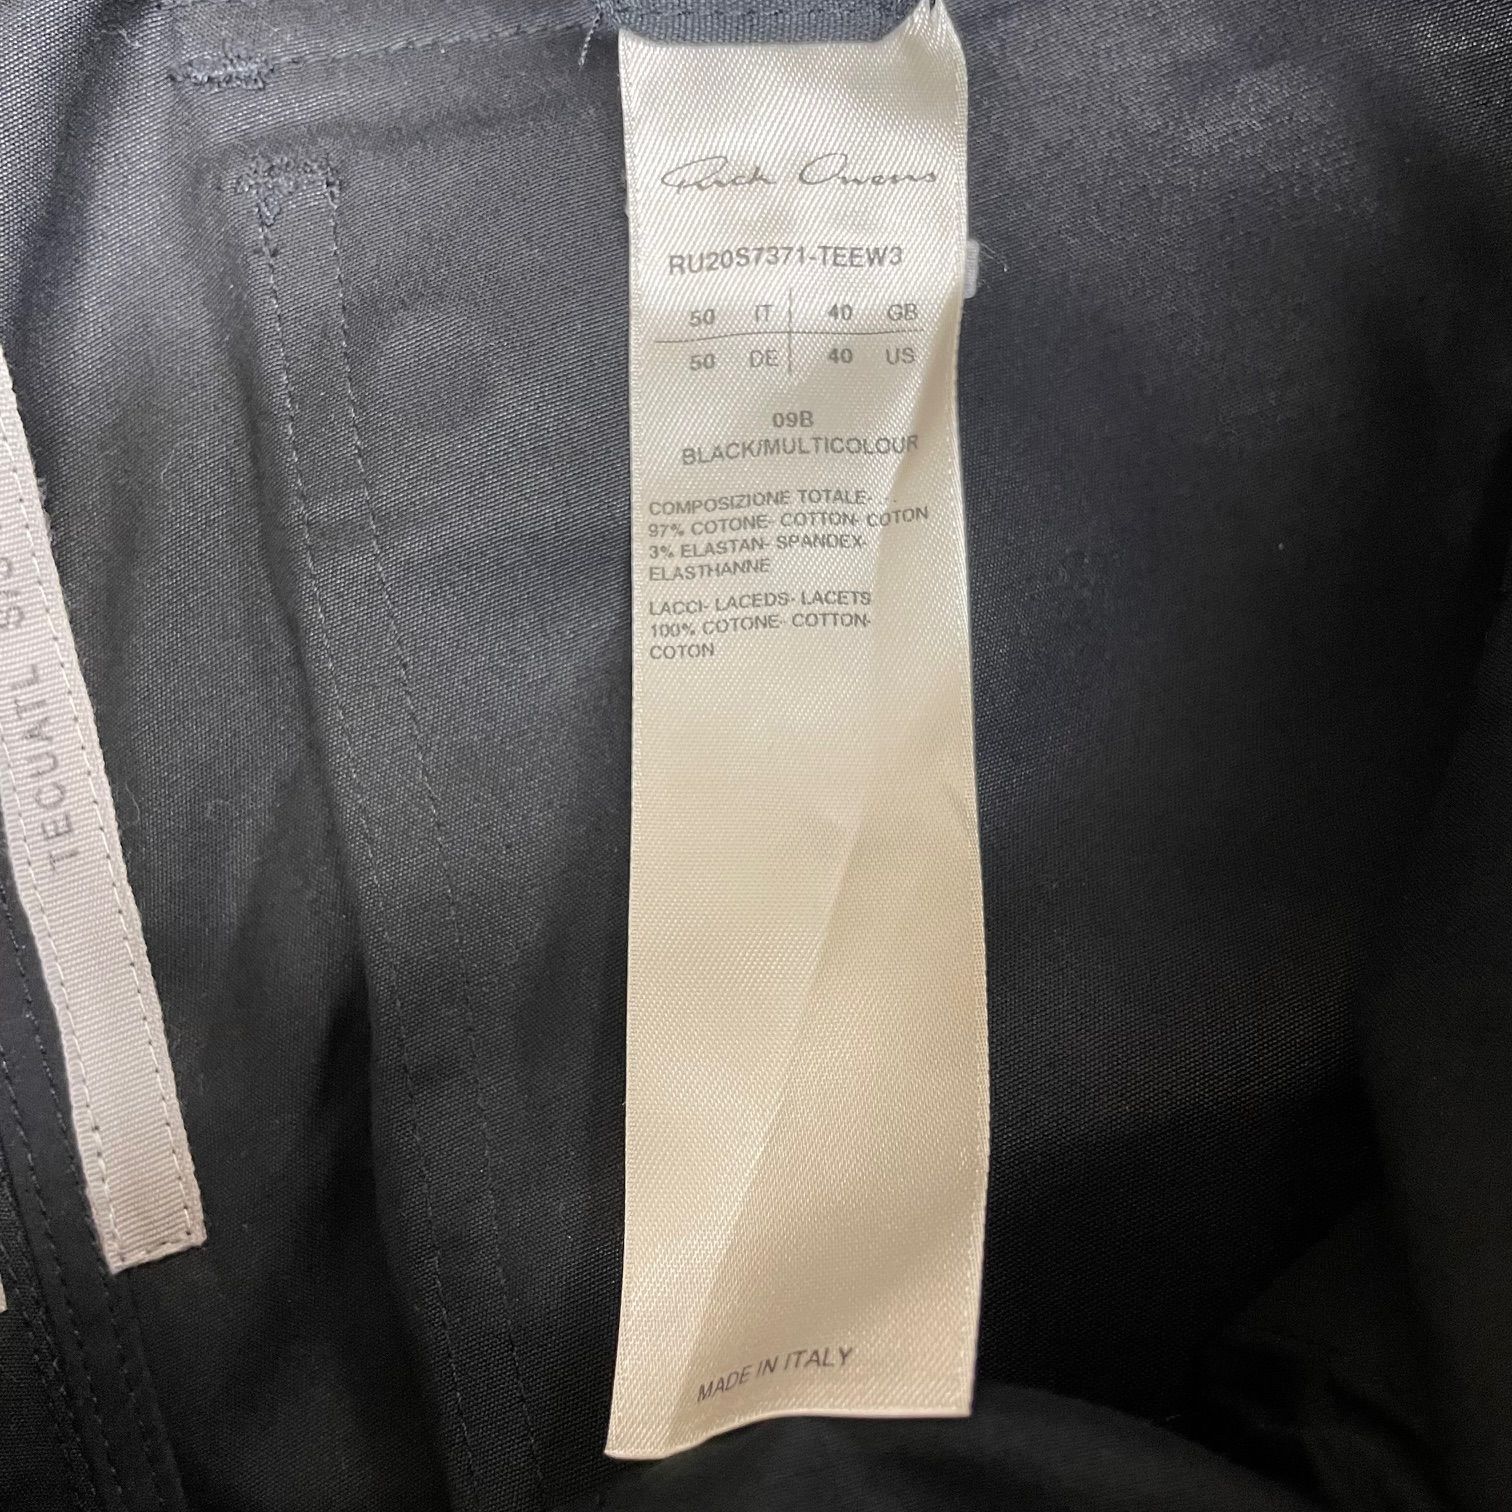 Rick Owens
RU20S7371-TEEW3
50 IT 40 GB
50 DE 40 US
09B
BLACK/MULTICOLOUR
COMPOSIZIONE TOTALE-
97% COTONE- COTTON- COTON
3% ELASTAN- SPANDEX-
ELASTHANNE
LACCI- LACEDS- LACETS
100% COTONE- COTTON-
COTON
MADE IN ITALY
TECUATL S/S